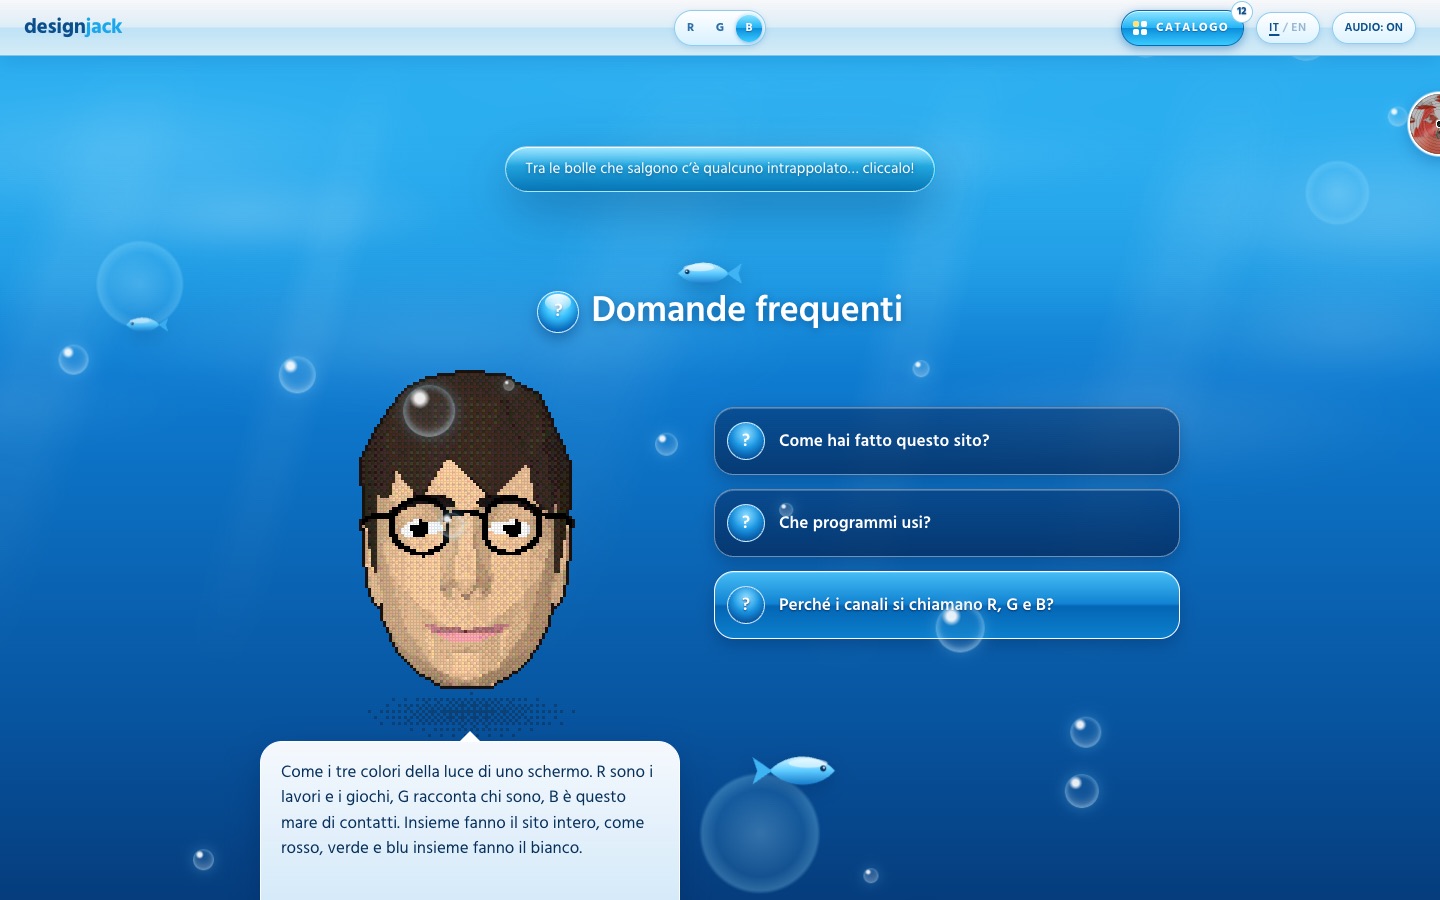 designjack
R G B
CATALOGO
12
IT / EN
AUDIO: ON
Tra le bolle che salgono c’è qualcuno intrappolato... cliccalo!
? Domande frequenti
? Come hai fatto questo sito?
? Che programmi usi?
? Perché i canali si chiamano R, G e B?
Come i tre colori della luce di uno schermo. R sono i
lavori e i giochi, G racconta chi sono, B è questo
mare di contatti. Insieme fanno il sito intero, come
rosso, verde e blu insieme fanno il bianco.